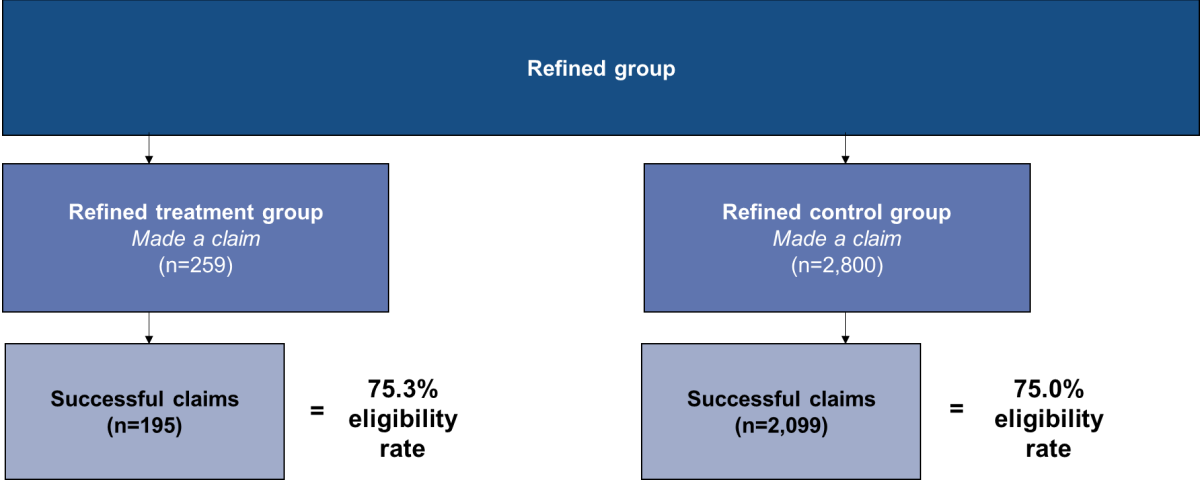 Refined group
Refined treatment group
Made a claim
(n=259)
Refined control group
Made a claim
(n=2,800)
Successful claims
(n=195)
=
75.3%
eligibility
rate
Successful claims
(n=2,099)
=
75.0%
eligibility
rate